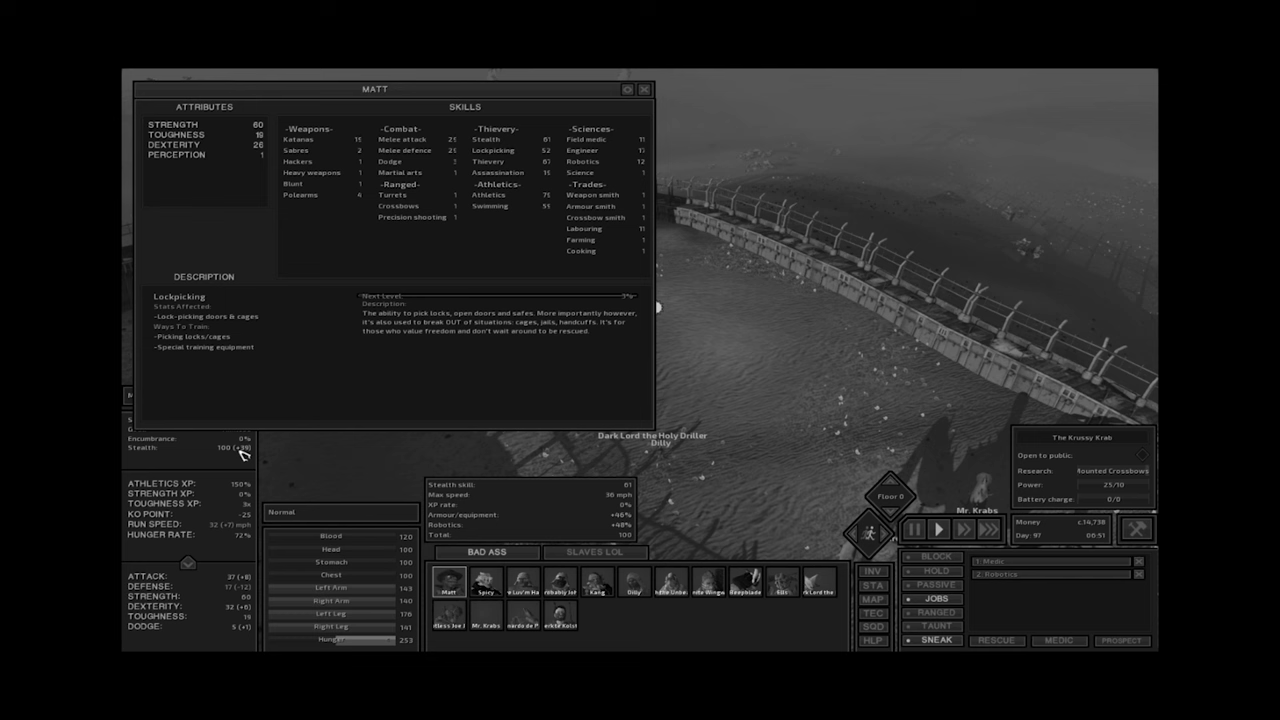 MATT
ATTRIBUTES
STRENGTH 60
TOUGHNESS 19
DEXTERITY 26
PERCEPTION 1
SKILLS
-Weapons-
Katanas
Sabres 2
Hackers 1
Heavy weapons 1
Blunt 1
Polearms 4
-Combat-
Melee attack
Melee defence
Dodge
Martial arts 1
-Ranged-
Turrets 1
Crossbows 1
Precision shooting 1
-Thievery-
Stealth 61
Lockpicking 52
Thievery 67
Assassination
-Athletics-
Athletics
Swimming
-Sciences-
Field medic 11
Engineer
Robotics 12
Science 1
-Trades-
Weapon smith 1
Armour smith 1
Crossbow smith 1
Labouring 11
Farming 1
Cooking 1
DESCRIPTION
Lockpicking
Stats Affected:
-Lock-picking doors & cages
Ways To Train:
-Picking locks/cages
-Special training equipment
Next Level: 3%
Description:
The ability to pick locks, open doors and safes. More importantly however,
it's also used to break OUT of situations: cages, jails, handcuffs. It's for
those who value freedom and don't wait around to be rescued.
Encumbrance: 0%
Stealth: 100 (+39)
ATHLETICS XP: 150%
STRENGTH XP: 0%
TOUGHNESS XP: 3x
KO POINT: -25
RUN SPEED: 32 (+7) mph
HUNGER RATE: 72%
ATTACK: 37 (+8)
DEFENSE: 17 (-12)
STRENGTH: 60
DEXTERITY: 32 (+6)
TOUGHNESS: 19
DODGE: 5 (+1)
Normal
Blood 120
Head 100
Stomach 100
Chest 100
Left Arm 143
Right Arm 143
Left Leg 176
Right Leg 141
Hunger 253
Dark Lord the Holy Driller
Dilly
Stealth skill: 61
Max speed: 36 mph
XP rate: 0%
Armour/equipment: +46%
Robotics: +48%
Total: 100
BAD ASS
SLAVES LOL
Matt
Spicy
Kang
Dilly
Beepblade
rk Lord the
Mr. Krabs
Floor 0
Mr. Krabs
The Krussy Krab
Open to public:
Research: Mounted Crossbows
Power: 25/10
Battery charge: 0/0
Money c.14,738
Day: 97 06:51
INV
STA
MAP
TEC
SQD
HLP
BLOCK
HOLD
PASSIVE
JOBS
RANGED
TAUNT
SNEAK
1. Medic
2. Robotics
RESCUE
MEDIC
PROSPECT